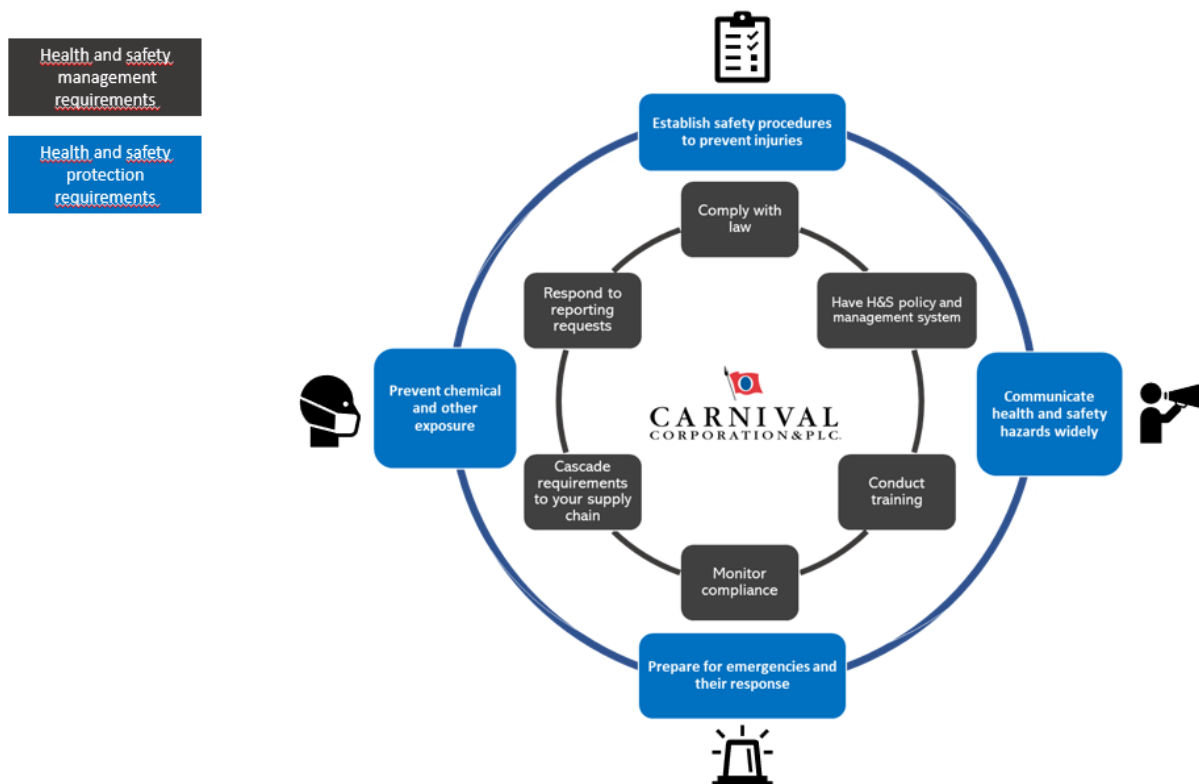 Health and safety
management
requirements
Health and safety
protection
requirements
Establish safety procedures
to prevent injuries
Comply with
law
Respond to
reporting
requests
Have H&S policy and
management system
Prevent chemical
and other
exposure
CARNIVAL
CORPORATION&PLC.
Communicate
health and safety
hazards widely
Cascade
requirements
to your supply
chain
Conduct
training
Monitor
compliance
Prepare for emergencies and
their response